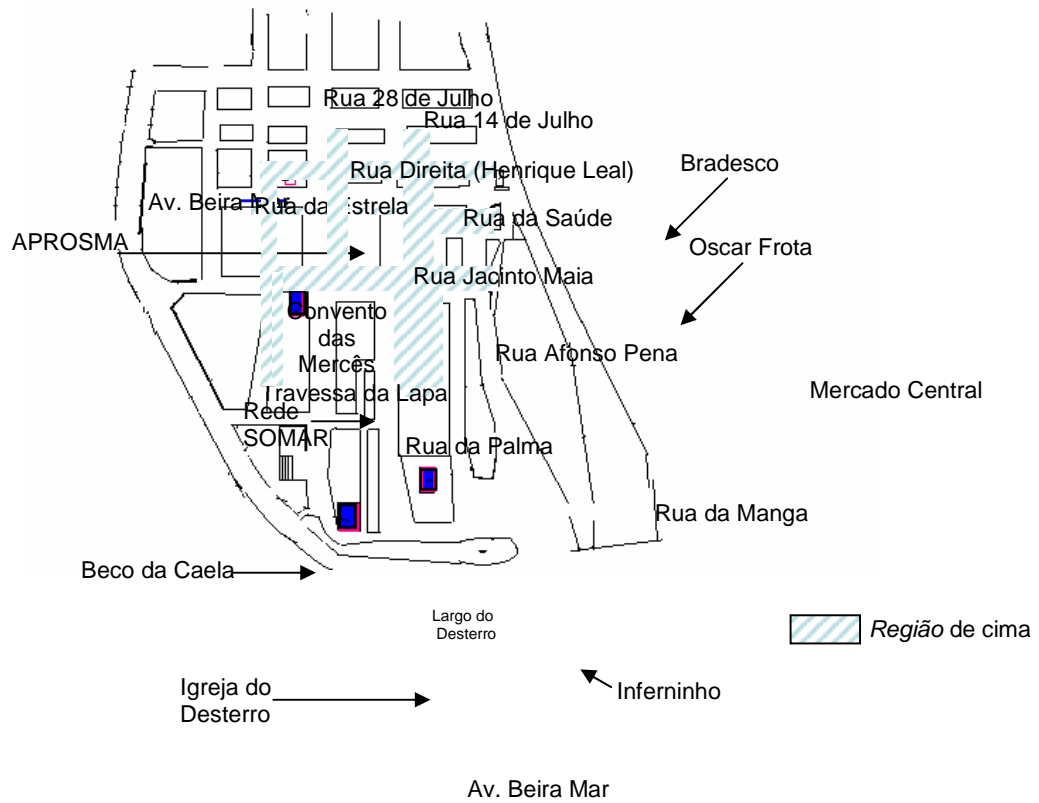 Rua 28 de Julho
Rua 14 de Julho
Rua Direita (Henrique Leal)
Bradesco
Av. Beira M
Rua da Estrela
Rua da Saúde
APROSMA
Oscar Frota
Rua Jacinto Maia
Convento
das
Mercês
Rua Afonso Pena
Travessa da Lapa
Mercado Central
Rede
SOMAR
Rua da Palma
Rua da Manga
Beco da Caela
Largo do
Desterro
Região de cima
Igreja do
Desterro
Inferninho
Av. Beira Mar